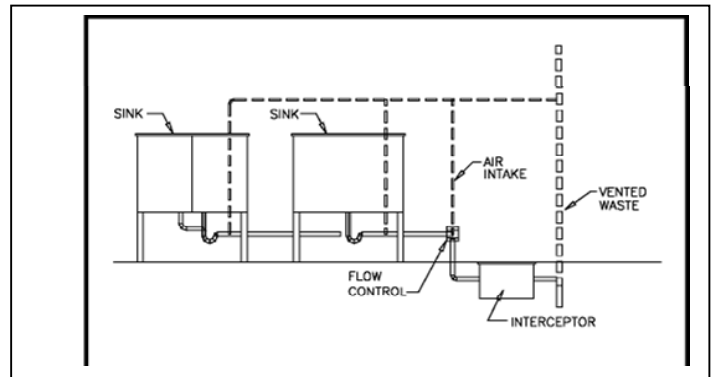 SINK
SINK
AIR
INTAKE
VENTED
WASTE
FLOW
CONTROL
INTERCEPTOR